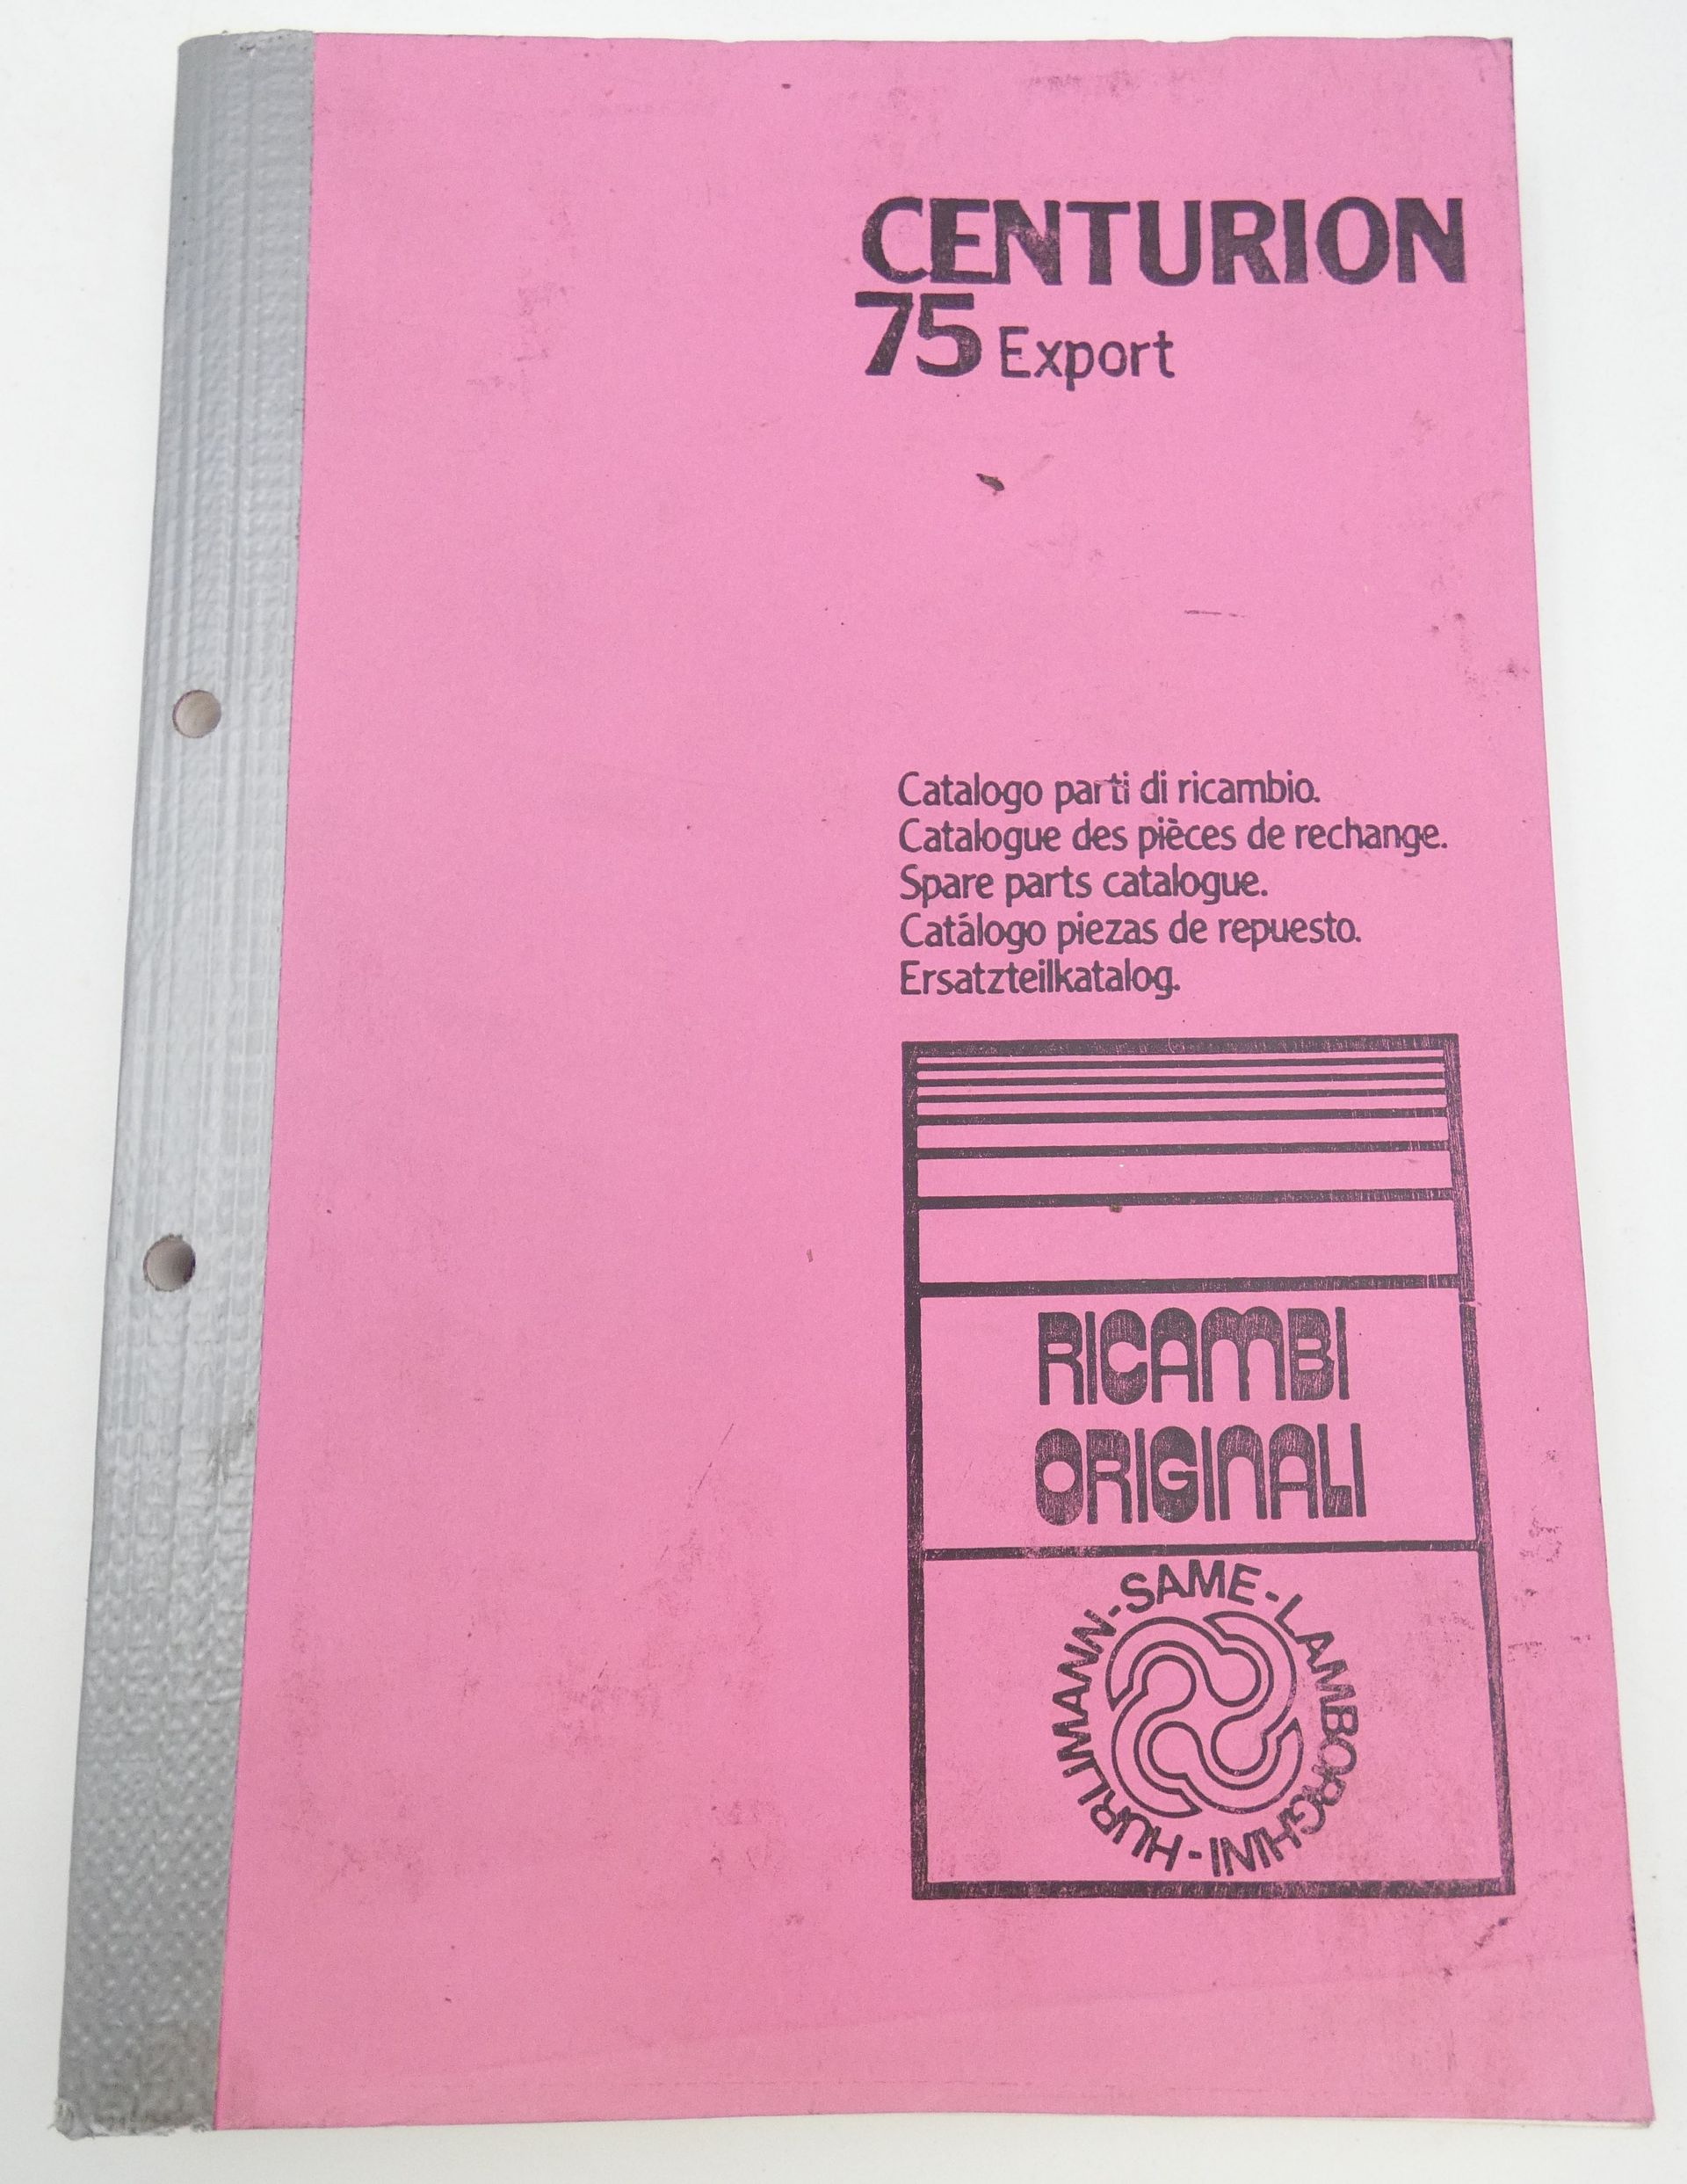 CENTURION
75 Export
Catalogo parti di ricambio.
Catalogue des pièces de rechange.
Spare parts catalogue.
Catálogo piezas de repuesto.
Ersatzteilkatalog.
RICAMBI
ORIGINALI
HURLIMANN-SAME-LAMBORGHINI-